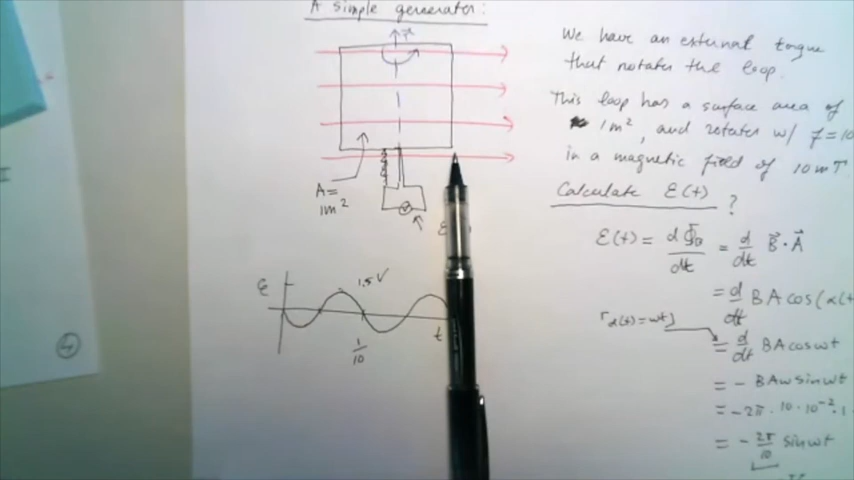 A simple generator:
We have an external torque
that rotates the loop.
This loop has a surface area of
1m², and rotates w/ f=10
in a magnetic field of 10mT.
Calculate ℰ(t) ?
A=
1m²
ℰ(t) = dΦ_B/dt = d/dt B⃗·A⃗
= d/dt BA cos(α(t
[α(t)=ωt]
= d/dt BA cosωt
= - BAω sinωt
= -2π·10·10⁻²·1
= - 2π/10 sinωt
ℰ
1.5V
1/10
t
4